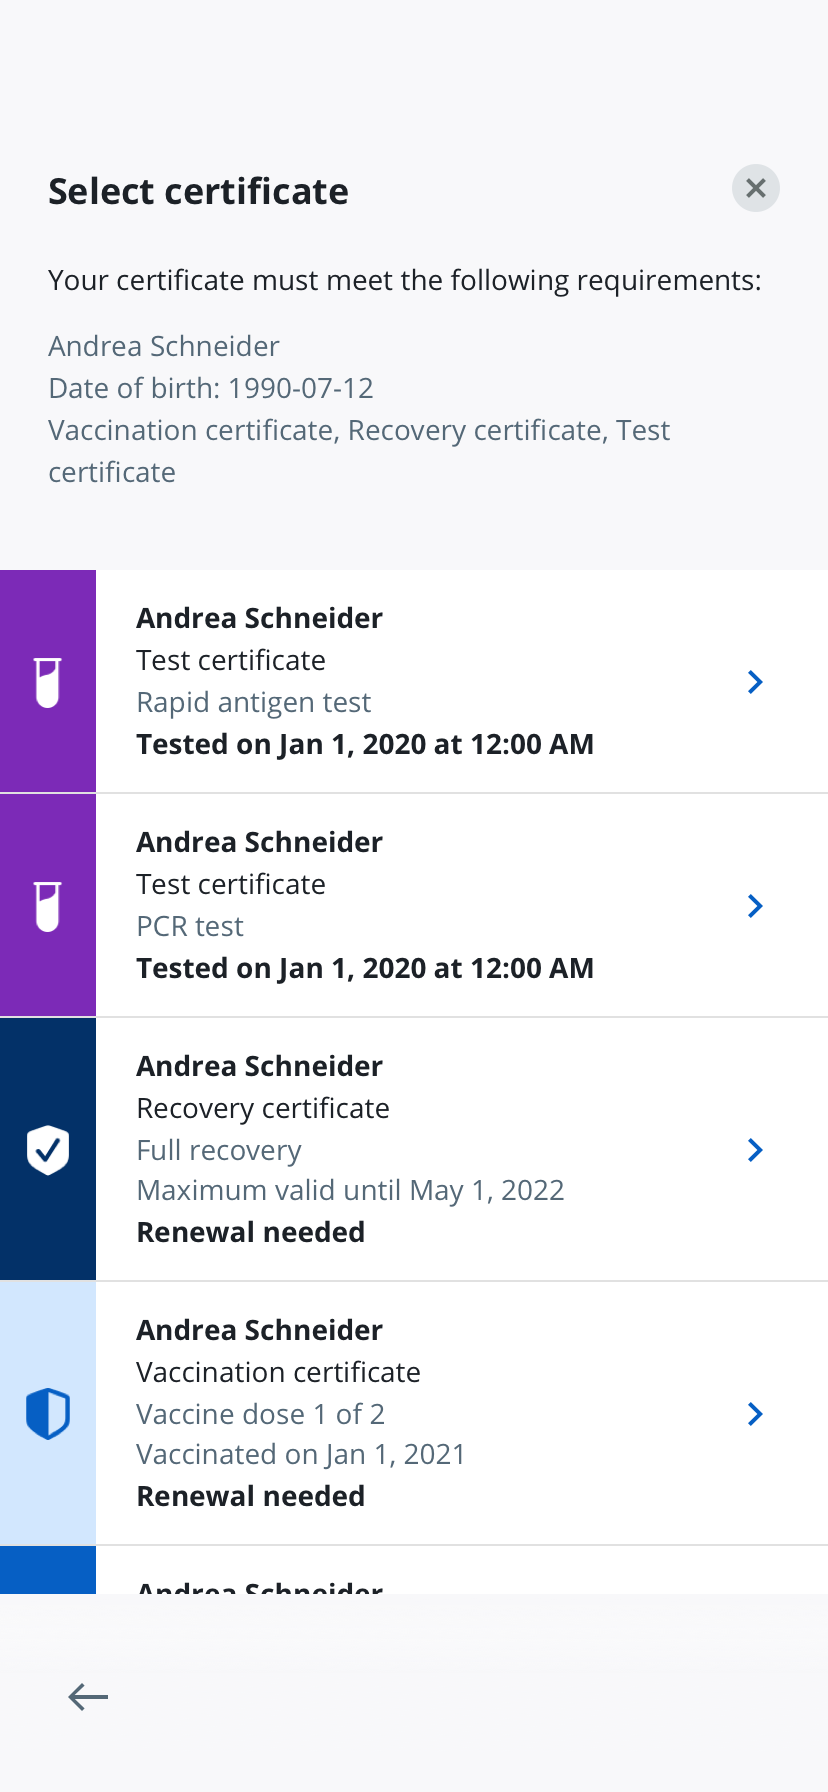 Select certificate
Your certificate must meet the following requirements:
Andrea Schneider
Date of birth: 1990-07-12
Vaccination certificate, Recovery certificate, Test
certificate
Andrea Schneider
Test certificate
Rapid antigen test
Tested on Jan 1, 2020 at 12:00 AM
Andrea Schneider
Test certificate
PCR test
Tested on Jan 1, 2020 at 12:00 AM
Andrea Schneider
Recovery certificate
Full recovery
Maximum valid until May 1, 2022
Renewal needed
Andrea Schneider
Vaccination certificate
Vaccine dose 1 of 2
Vaccinated on Jan 1, 2021
Renewal needed
Andrea Schneider